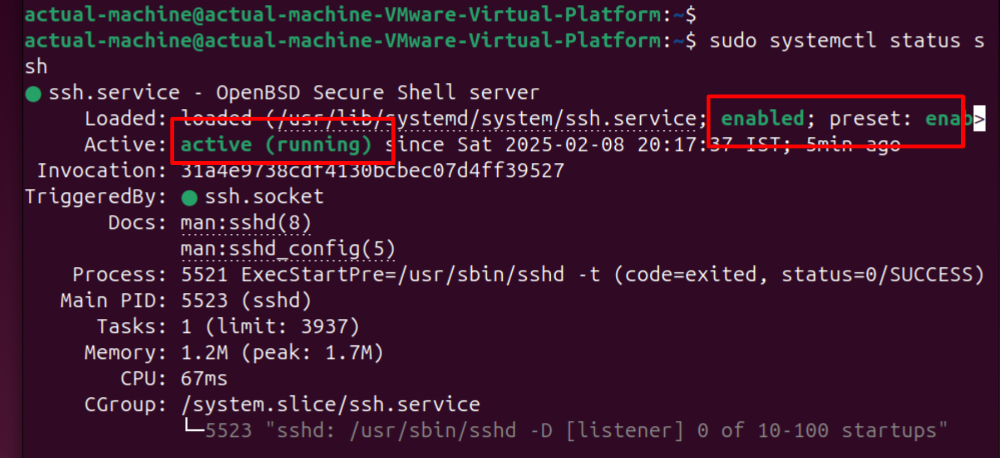 actual-machine@actual-machine-VMware-Virtual-Platform:~$
actual-machine@actual-machine-VMware-Virtual-Platform:~$ sudo systemctl status s
sh
● ssh.service - OpenBSD Secure Shell server
Loaded: loaded (/usr/lib/systemd/system/ssh.service; enabled; preset: enab>
Active: active (running) since Sat 2025-02-08 20:17:37 IST; 5min ago
Invocation: 31a4e9738cdf4130bcbec07d4ff39527
TriggeredBy: ● ssh.socket
Docs: man:sshd(8)
man:sshd_config(5)
Process: 5521 ExecStartPre=/usr/sbin/sshd -t (code=exited, status=0/SUCCESS)
Main PID: 5523 (sshd)
Tasks: 1 (limit: 3937)
Memory: 1.2M (peak: 1.7M)
CPU: 67ms
CGroup: /system.slice/ssh.service
└─5523 "sshd: /usr/sbin/sshd -D [listener] 0 of 10-100 startups"